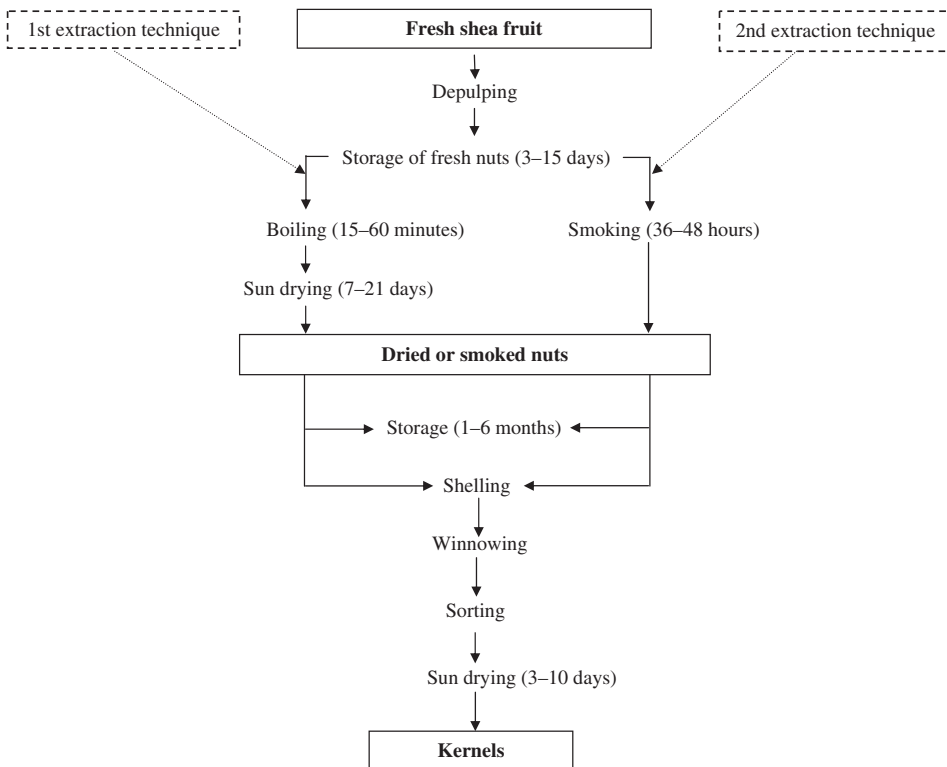 1st extraction technique
Fresh shea fruit
2nd extraction technique
Depulping
Storage of fresh nuts (3–15 days)
Boiling (15–60 minutes)
Smoking (36–48 hours)
Sun drying (7–21 days)
Dried or smoked nuts
Storage (1–6 months)
Shelling
Winnowing
Sorting
Sun drying (3–10 days)
Kernels